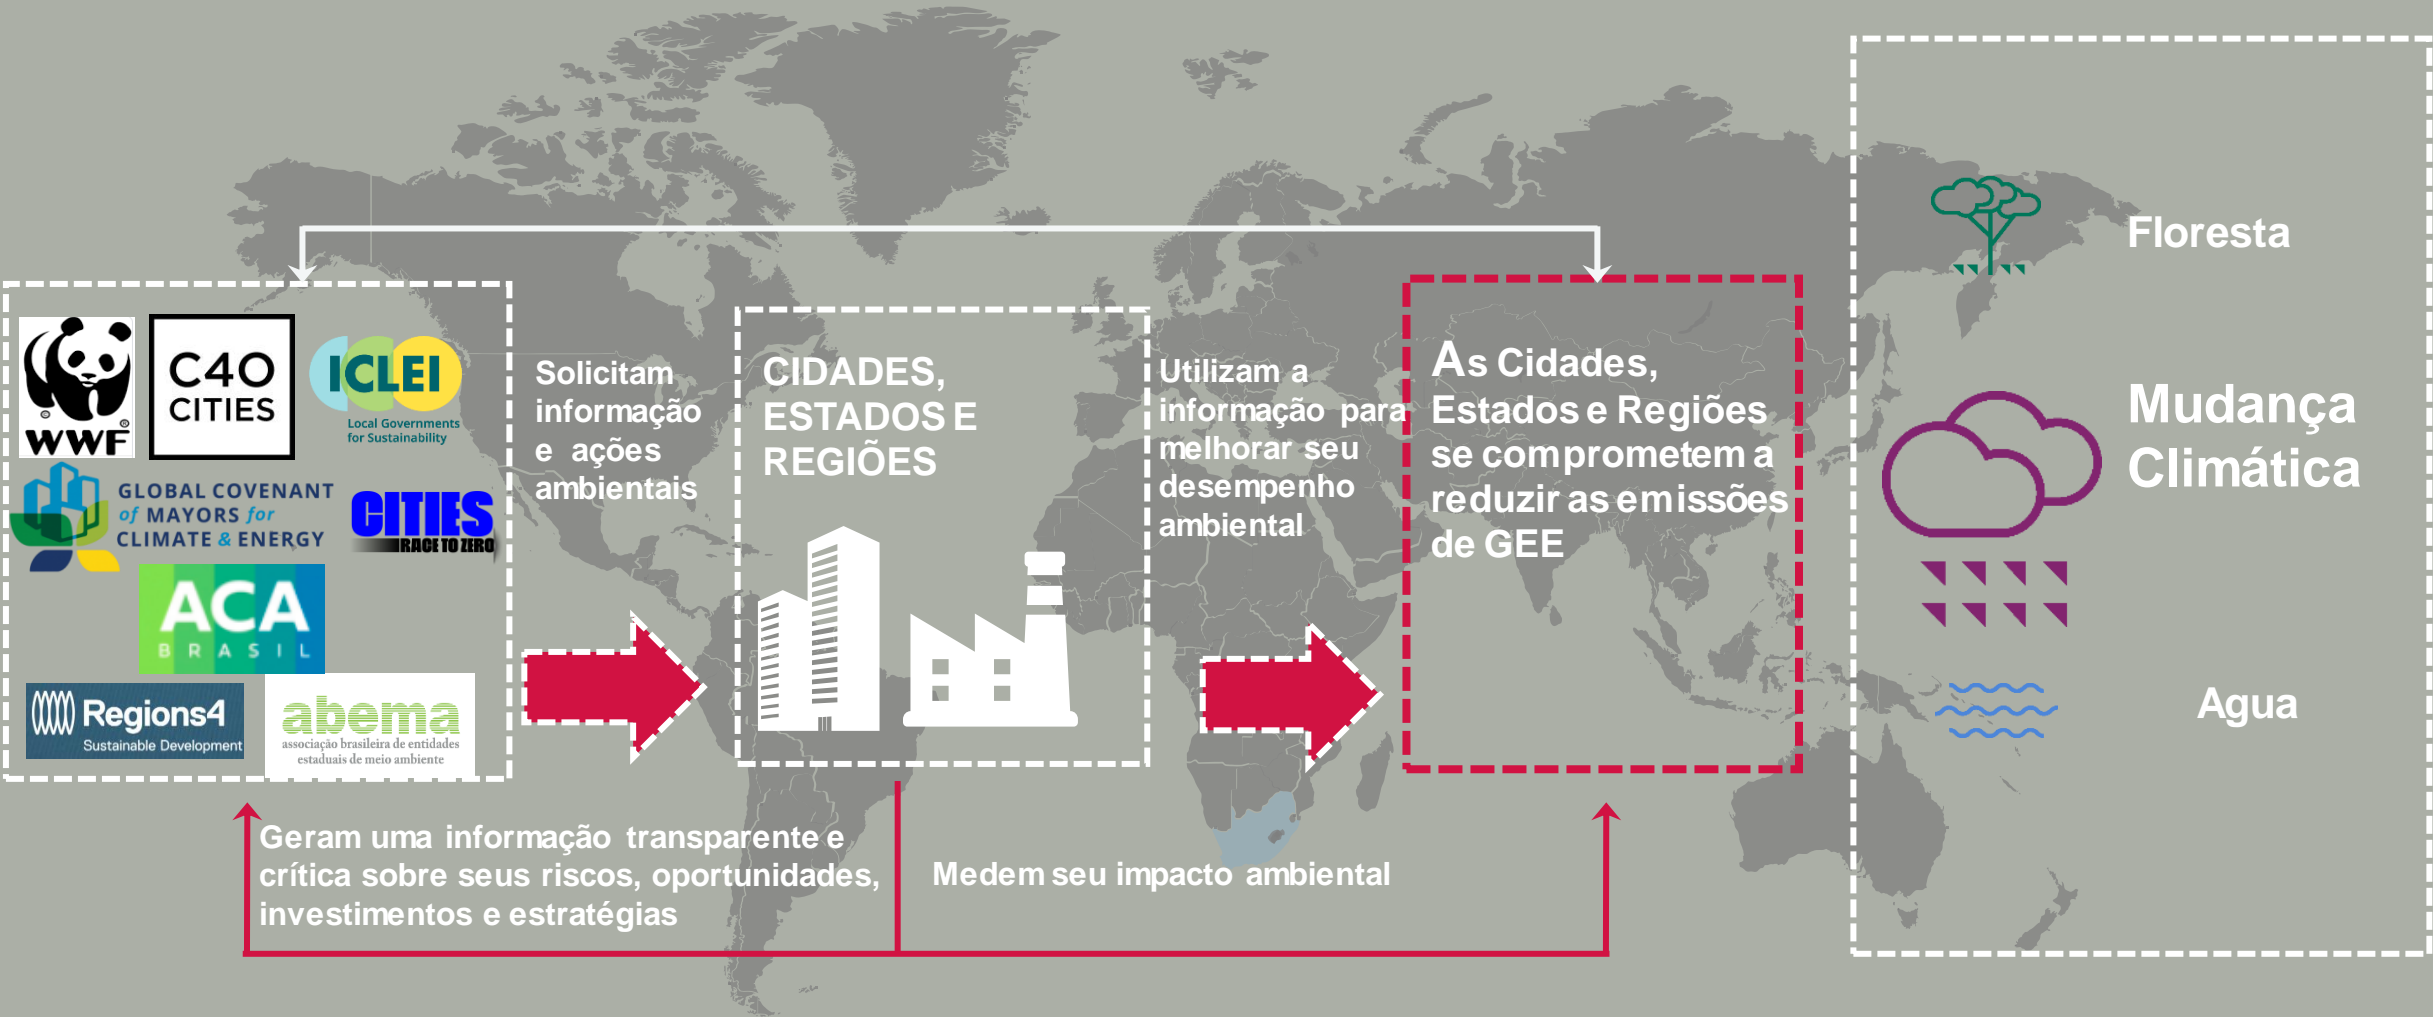 WWF
C40
CITIES
ICLEI
Local Governments
for Sustainability
GLOBAL COVENANT
of MAYORS for
CLIMATE & ENERGY
CITIES
RACE TO ZERO
ACA
BRASIL
Regions4
Sustainable Development
abema
associação brasileira de entidades
estaduais de meio ambiente
Solicitam
informação
e ações
ambientais
CIDADES,
ESTADOS E
REGIÕES
Utilizam a
informação para
melhorar seu
desempenho
ambiental
As Cidades,
Estados e Regiões
se comprometem a
reduzir as emissões
de GEE
Geram uma informação transparente e
crítica sobre seus riscos, oportunidades,
investimentos e estratégias
Medem seu impacto ambiental
Floresta
Mudança
Climática
Agua